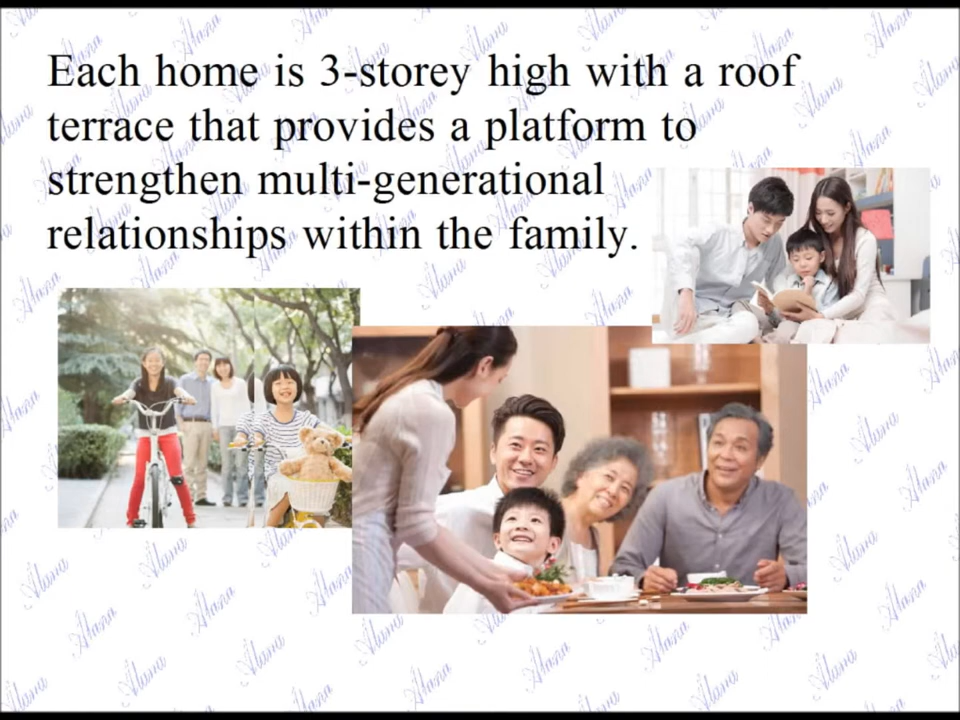 Each home is 3-storey high with a roof
terrace that provides a platform to
strengthen multi-generational
relationships within the family.